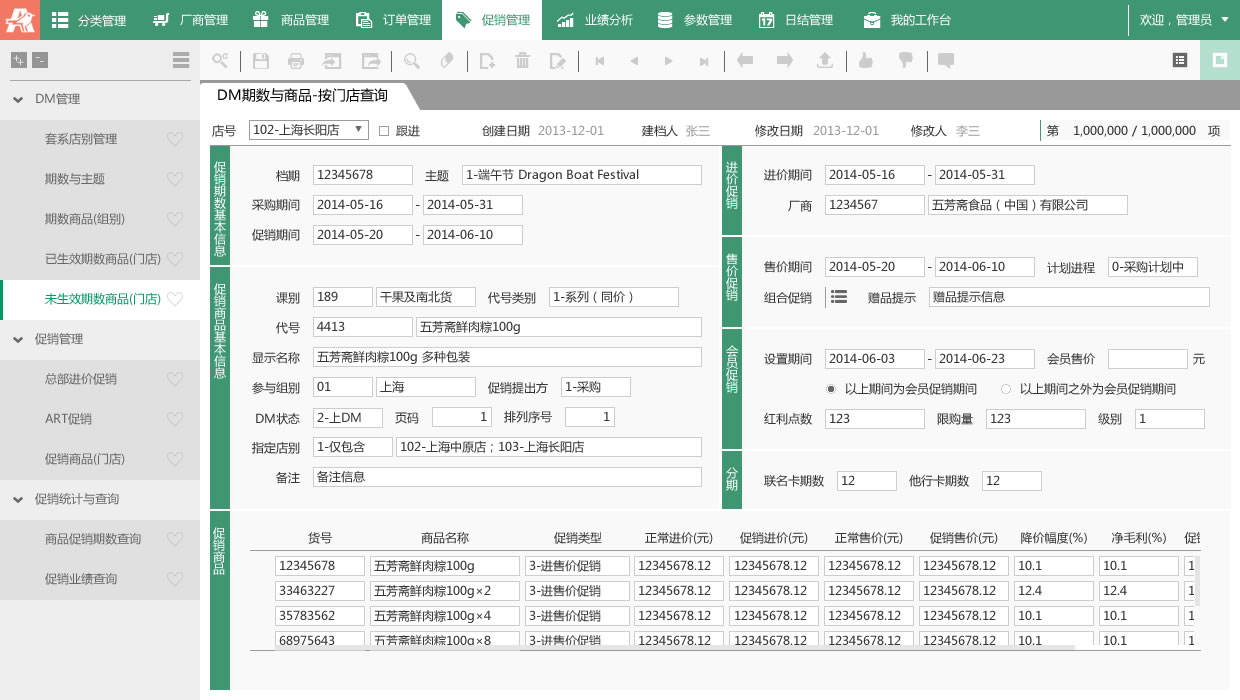 分类管理 厂商管理 商品管理 订单管理 促销管理 业绩分析 参数管理 日结管理 我的工作台 欢迎，管理员
DM管理
套系店别管理
期数与主题
期数商品(组别)
已生效期数商品(门店)
未生效期数商品(门店)
促销管理
总部进价促销
ART促销
促销商品(门店)
促销统计与查询
商品促销期数查询
促销业绩查询
DM期数与商品-按门店查询
店号 102-上海长阳店 跟进 创建日期 2013-12-01 建档人 张三 修改日期 2013-12-01 修改人 李三 第 1,000,000 / 1,000,000 项
促销期数基本信息
档期 12345678 主题 1-端午节 Dragon Boat Festival
采购期间 2014-05-16 - 2014-05-31
促销期间 2014-05-20 - 2014-06-10
促销商品基本信息
课别 189 干果及南北货 代号类别 1-系列（同价）
代号 4413 五芳斋鲜肉粽100g
显示名称 五芳斋鲜肉粽100g 多种包装
参与组别 01 上海 促销提出方 1-采购
DM状态 2-上DM 页码 1 排列序号 1
指定店别 1-仅包含 102-上海中原店；103-上海长阳店
备注 备注信息
进价促销
进价期间 2014-05-16 - 2014-05-31
厂商 1234567 五芳斋食品（中国）有限公司
售价促销
售价期间 2014-05-20 - 2014-06-10 计划进程 0-采购计划中
组合促销 赠品提示 赠品提示信息
会员促销
设置期间 2014-06-03 - 2014-06-23 会员售价 元
以上期间为会员促销期间 以上期间之外为会员促销期间
红利点数 123 限购量 123 级别 1
分期
联名卡期数 12 他行卡期数 12
促销商品
货号 商品名称 促销类型 正常进价(元) 促销进价(元) 正常售价(元) 促销售价(元) 降价幅度(%) 净毛利(%) 促
12345678 五芳斋鲜肉粽100g 3-进售价促销 12345678.12 12345678.12 12345678.12 12345678.12 10.1 10.1 1
33463227 五芳斋鲜肉粽100g×2 3-进售价促销 12345678.12 12345678.12 12345678.12 12345678.12 12.4 12.4 1
35783562 五芳斋鲜肉粽100g×4 3-进售价促销 12345678.12 12345678.12 12345678.12 12345678.12 10.1 10.1 1
68975643 五芳斋鲜肉粽100g×8 3-进售价促销 12345678.12 12345678.12 12345678.12 12345678.12 10.1 10.1 1